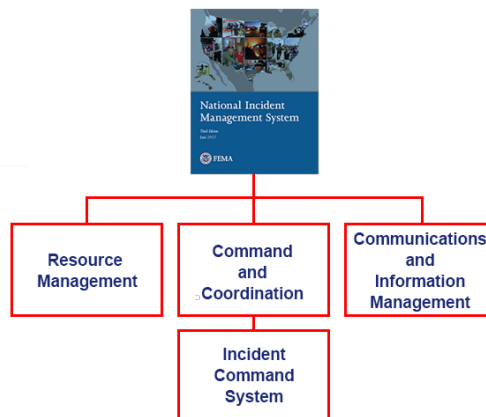 National Incident
Management System
Third Edition
FEMA
Resource
Management
Command
and
Coordination
Communications
and
Information
Management
Incident
Command
System